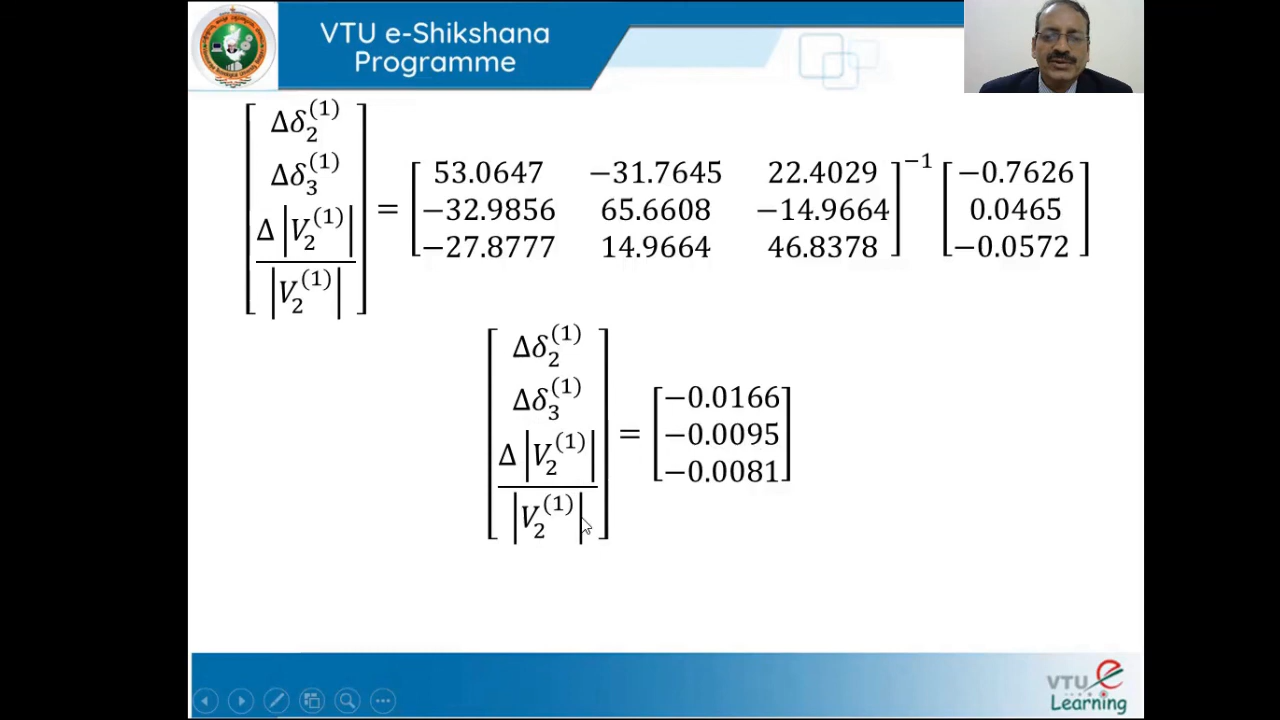 VTU e-Shikshana
Programme
Δδ₂⁽¹⁾
Δδ₃⁽¹⁾
Δ|V₂⁽¹⁾|
|V₂⁽¹⁾|
=
53.0647 −31.7645 22.4029
−32.9856 65.6608 −14.9664
−27.8777 14.9664 46.8378
−1
−0.7626
0.0465
−0.0572
Δδ₂⁽¹⁾
Δδ₃⁽¹⁾
Δ|V₂⁽¹⁾|
|V₂⁽¹⁾|
=
−0.0166
−0.0095
−0.0081
VTU e
Learning